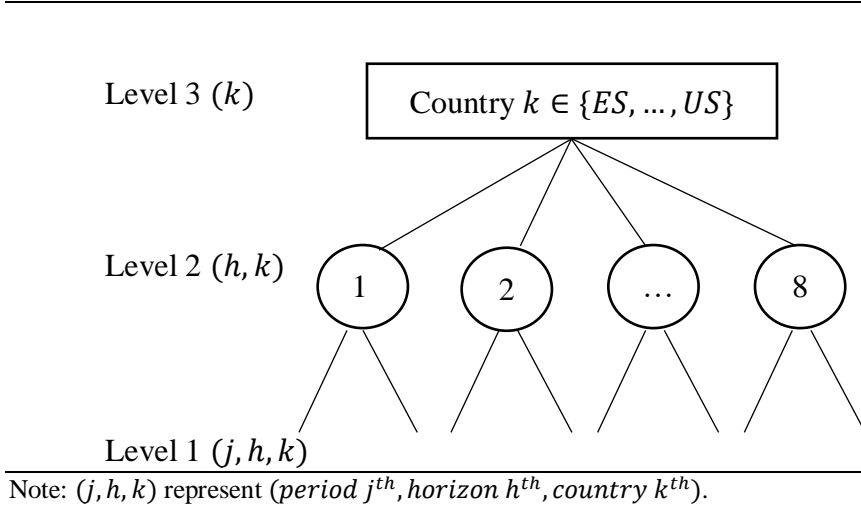 Level 3 (k)
Country k ∈ {ES, … , US}
Level 2 (h, k)
1
2
…
8
Level 1 (j, h, k)
Note: (j, h, k) represent (period jᵗʰ, horizon hᵗʰ, country kᵗʰ).